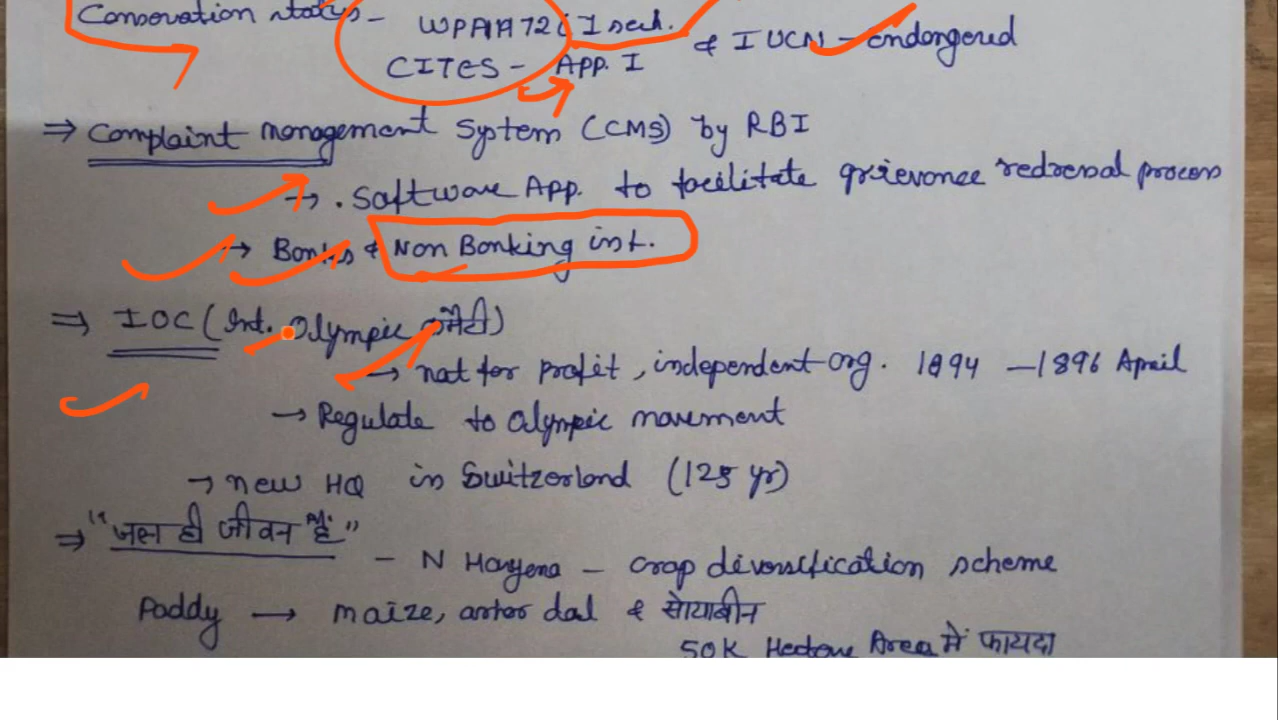 Conservation status - WPA1972 (I sch. & IUCN - endangered
CITES - APP. I
⇒ Complaint management System (CMS) by RBI
→ . Software App. to facilitate grievance redressal process
→ Banks & Non Banking inst.
⇒ IOC (Int. Olympic कमेटी)
→ not for profit, independent org. 1894 - 1896 April
→ Regulate to olympic movement
→ new HQ in Switzerland (125 yr)
⇒ "जल ही जीवन है"
- N Haryana - crop diversification scheme
Paddy → maize, arhar dal & सोयाबीन
50K Hectare Area में फायदा